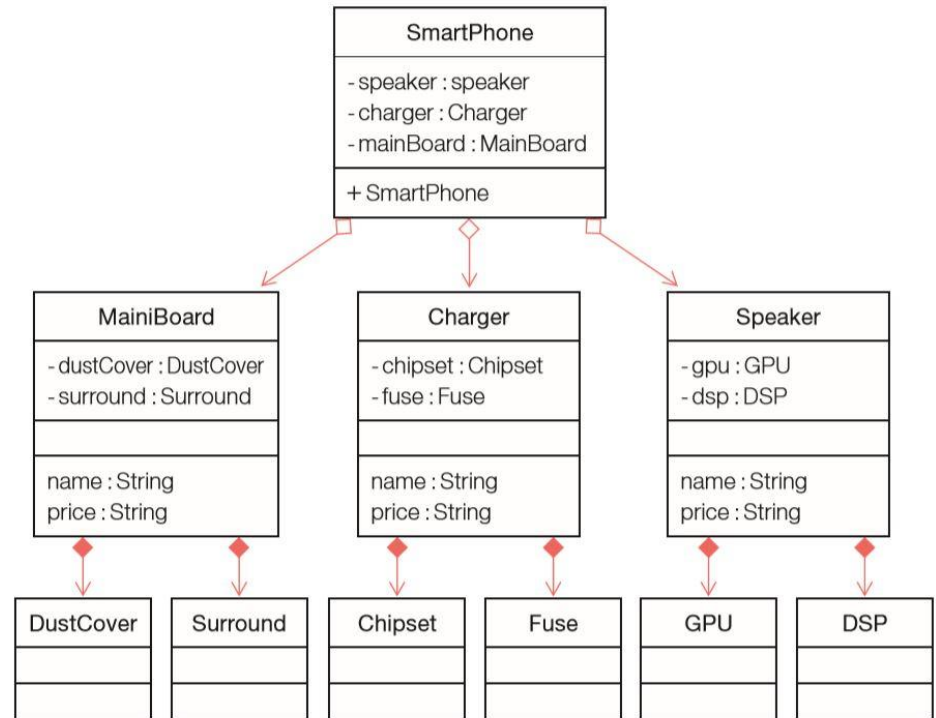 SmartPhone
- speaker : speaker
- charger : Charger
- mainBoard : MainBoard
+ SmartPhone
MainiBoard
- dustCover : DustCover
- surround : Surround
name : String
price : String
Charger
- chipset : Chipset
- fuse : Fuse
name : String
price : String
Speaker
- gpu : GPU
- dsp : DSP
name : String
price : String
DustCover
Surround
Chipset
Fuse
GPU
DSP